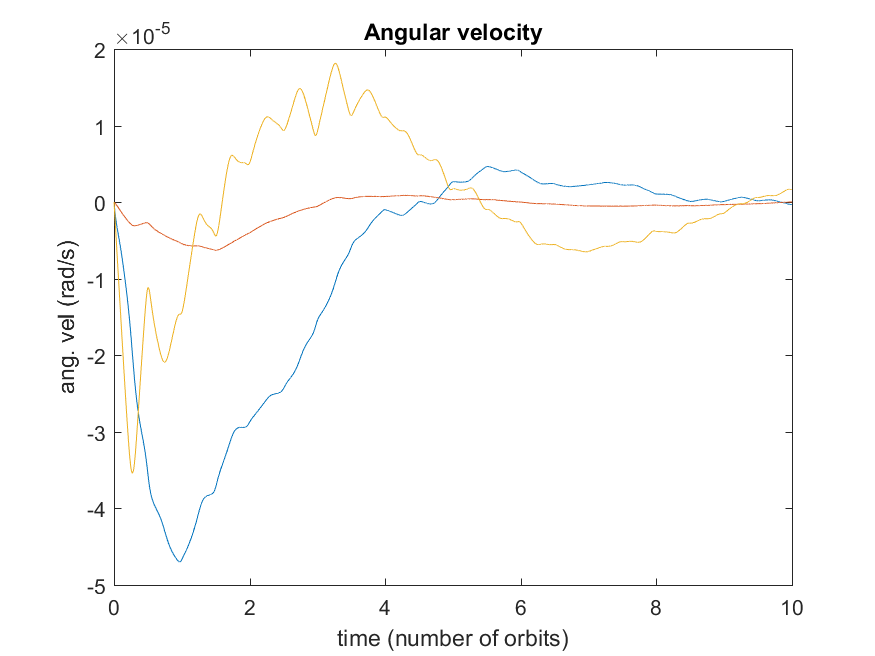 Angular velocity
×10-5
2
1
0
-1
-2
-3
-4
-5
ang. vel (rad/s)
0 2 4 6 8 10
time (number of orbits)